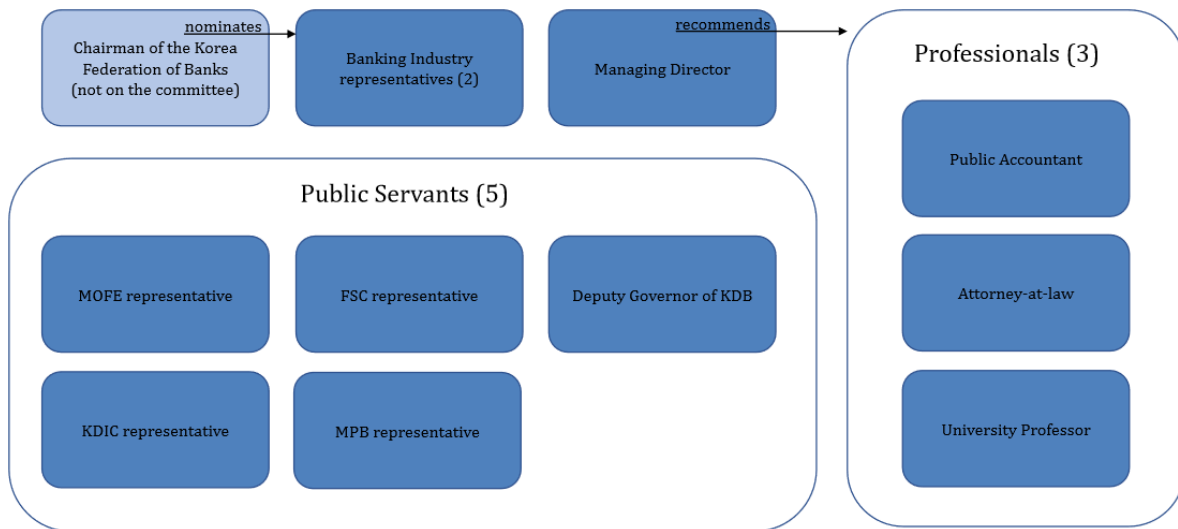 nominates
Chairman of the Korea
Federation of Banks
(not on the committee)
Banking Industry
representatives (2)
recommends
Managing Director
Professionals (3)
Public Accountant
Attorney-at-law
University Professor
Public Servants (5)
MOFE representative
FSC representative
Deputy Governor of KDB
KDIC representative
MPB representative